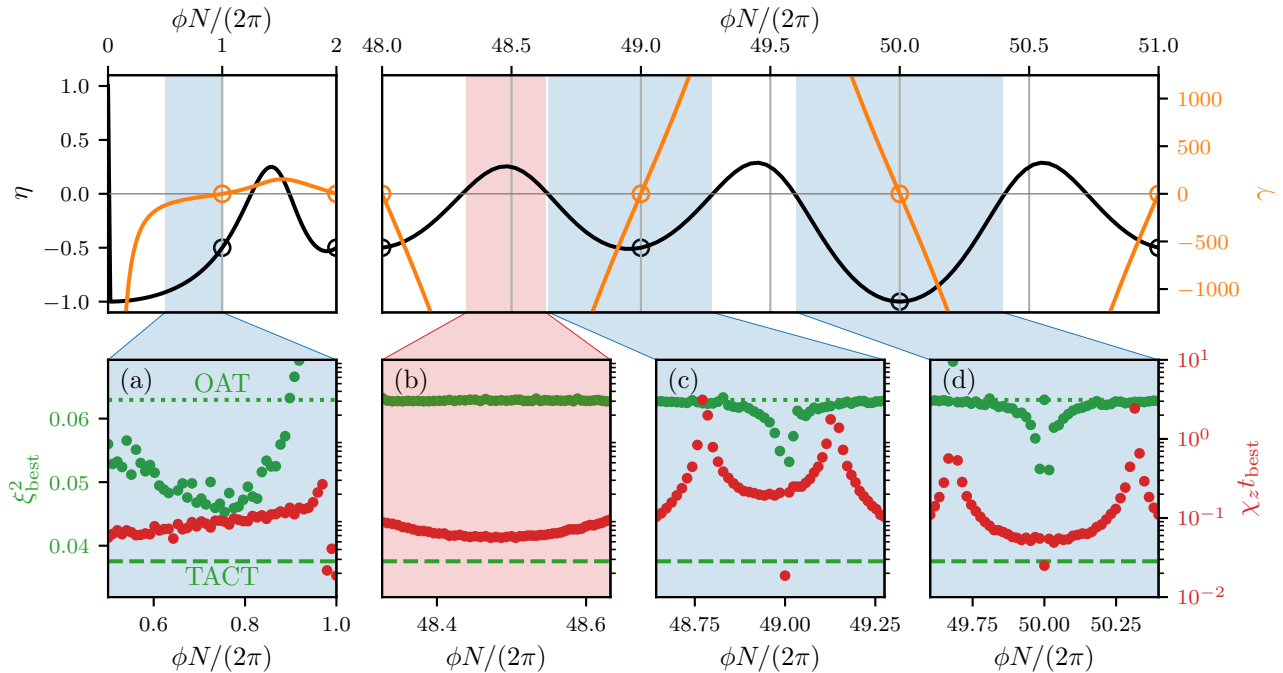 ϕN/(2π) ϕN/(2π)
0 1 2 48.0 48.5 49.0 49.5 50.0 50.5 51.0
1.0 0.5 0.0 −0.5 −1.0
η
1000 500 0 −500 −1000
γ
(a) OAT TACT
(b)
(c)
(d)
0.06 0.05 0.04
ξ²best
10¹ 10⁰ 10⁻¹ 10⁻²
χz tbest
0.6 0.8 1.0 48.4 48.6 48.75 49.00 49.25 49.75 50.00 50.25
ϕN/(2π) ϕN/(2π) ϕN/(2π) ϕN/(2π)